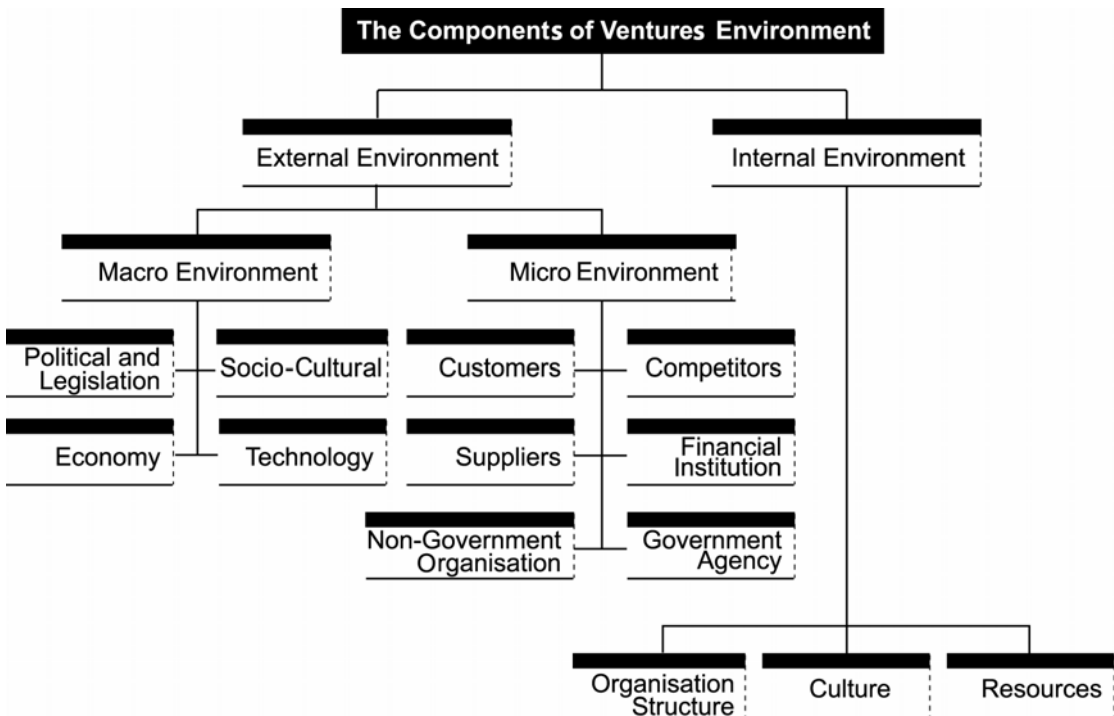 The Components of Ventures Environment
External Environment
Internal Environment
Macro Environment
Micro Environment
Political and
Legislation
Socio-Cultural
Customers
Competitors
Economy
Technology
Suppliers
Financial
Institution
Non-Government
Organisation
Government
Agency
Organisation
Structure
Culture
Resources